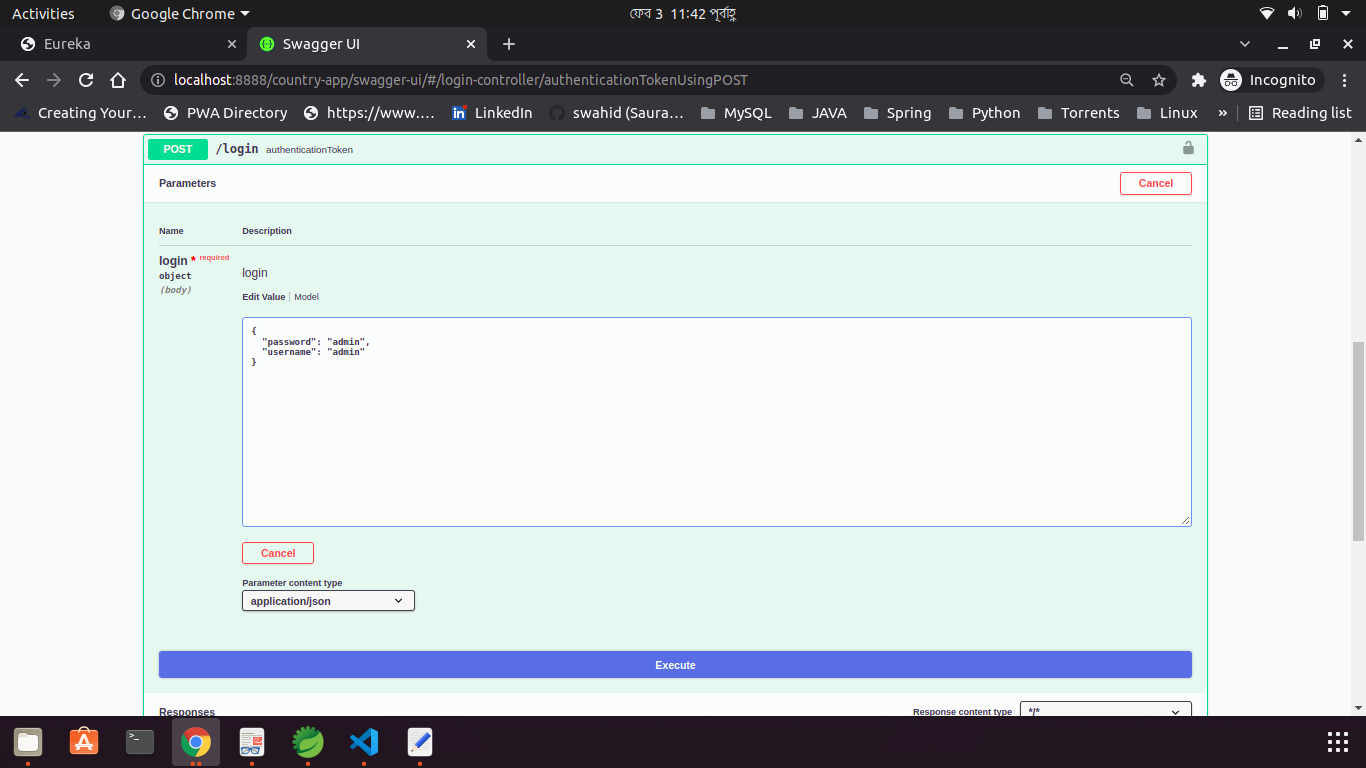 Activities Google Chrome ফেব 3 11:42 পূর্বাহ্ণ
Eureka Swagger UI
localhost:8888/country-app/swagger-ui/#/login-controller/authenticationTokenUsingPOST Incognito
Creating Your… PWA Directory https://www.… LinkedIn swahid (Saura… MySQL JAVA Spring Python Torrents Linux » Reading list
POST /login authenticationToken
Parameters Cancel
Name Description
login * required login
object
(body)
Edit Value | Model
{
"password": "admin",
"username": "admin"
}
Cancel
Parameter content type
application/json
Execute
Responses Response content type */*